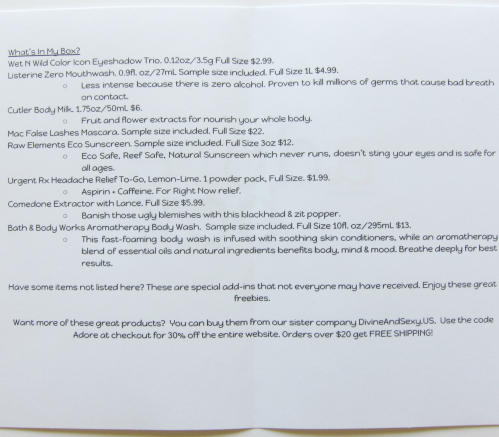 What's In My Box?
Wet N Wild Color Icon Eyeshadow Trio. 0.12oz/3.5g Full Size $2.99.
Listerine Zero Mouthwash. 0.9fl. oz/27mL Sample size included. Full Size 1L $4.99.
○ Less intense because there is zero alcohol. Proven to kill millions of germs that cause bad breath
on contact.
Cutler Body Milk. 1.75oz/50mL $6.
○ Fruit and flower extracts for nourish your whole body.
Mac False Lashes Mascara. Sample size included. Full Size $22.
Raw Elements Eco Sunscreen. Sample size included. Full Size 3oz $12.
○ Eco Safe, Reef Safe, Natural Sunscreen which never runs, doesn't sting your eyes and is safe for
all ages.
Urgent Rx Headache Relief To-Go, Lemon-Lime. 1 powder pack, Full Size. $1.99.
○ Aspirin + Caffeine. For Right Now relief.
Comedone Extractor with Lance. Full Size $5.99.
○ Banish those ugly blemishes with this blackhead & zit popper.
Bath & Body Works Aromatherapy Body Wash. Sample size included. Full Size 10fl. oz/295mL $13.
○ This fast-foaming body wash is infused with soothing skin conditioners, while an aromatherapy
blend of essential oils and natural ingredients benefits body, mind & mood. Breathe deeply for best
results.
Have some items not listed here? These are special add-ins that not everyone may have received. Enjoy these great
freebies.
Want more of these great products? You can buy them from our sister company DivineAndSexy.US. Use the code
Adore at checkout for 30% off the entire website. Orders over $20 get FREE SHIPPING!